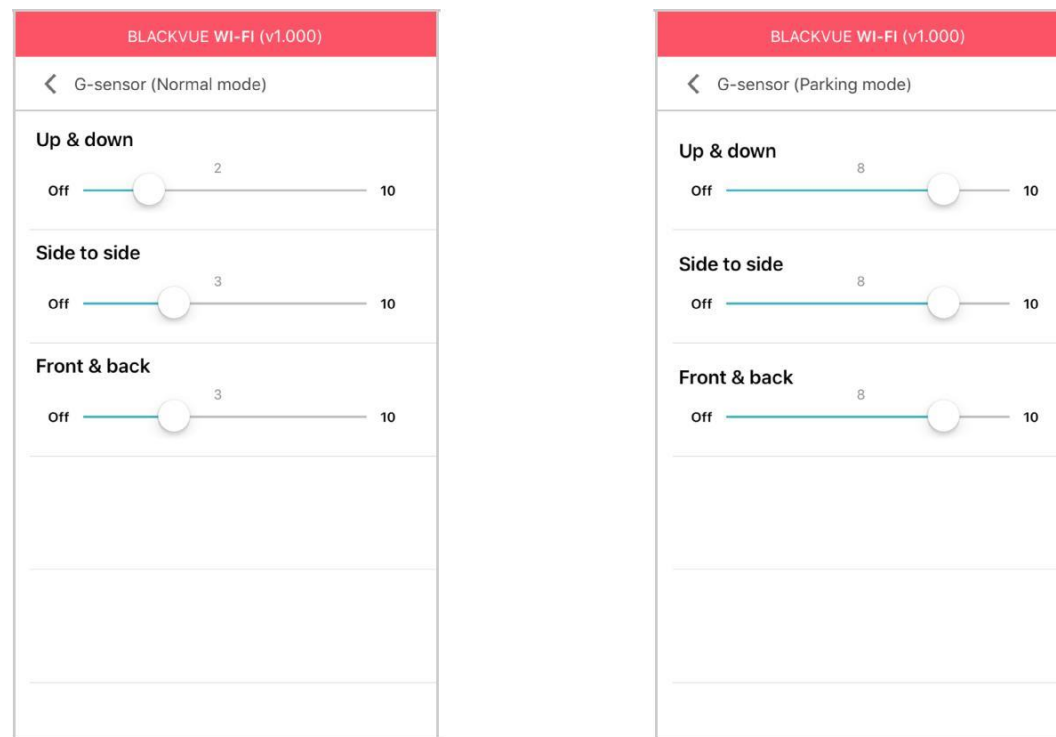 BLACKVUE WI-FI (v1.000)
G-sensor (Normal mode)
Up & down
2
Off 10
Side to side
3
Off 10
Front & back
3
Off 10
BLACKVUE WI-FI (v1.000)
G-sensor (Parking mode)
Up & down
8
Off 10
Side to side
8
Off 10
Front & back
8
Off 10